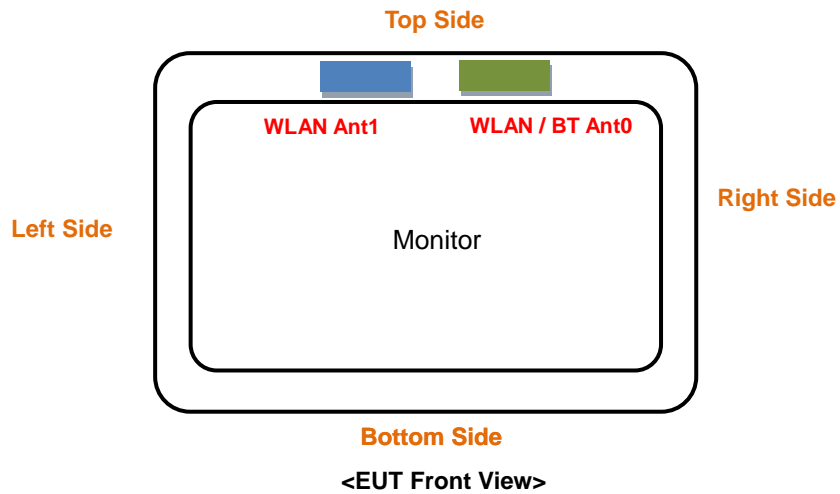 Top Side
WLAN Ant1
WLAN / BT Ant0
Left Side
Monitor
Right Side
Bottom Side
<EUT Front View>